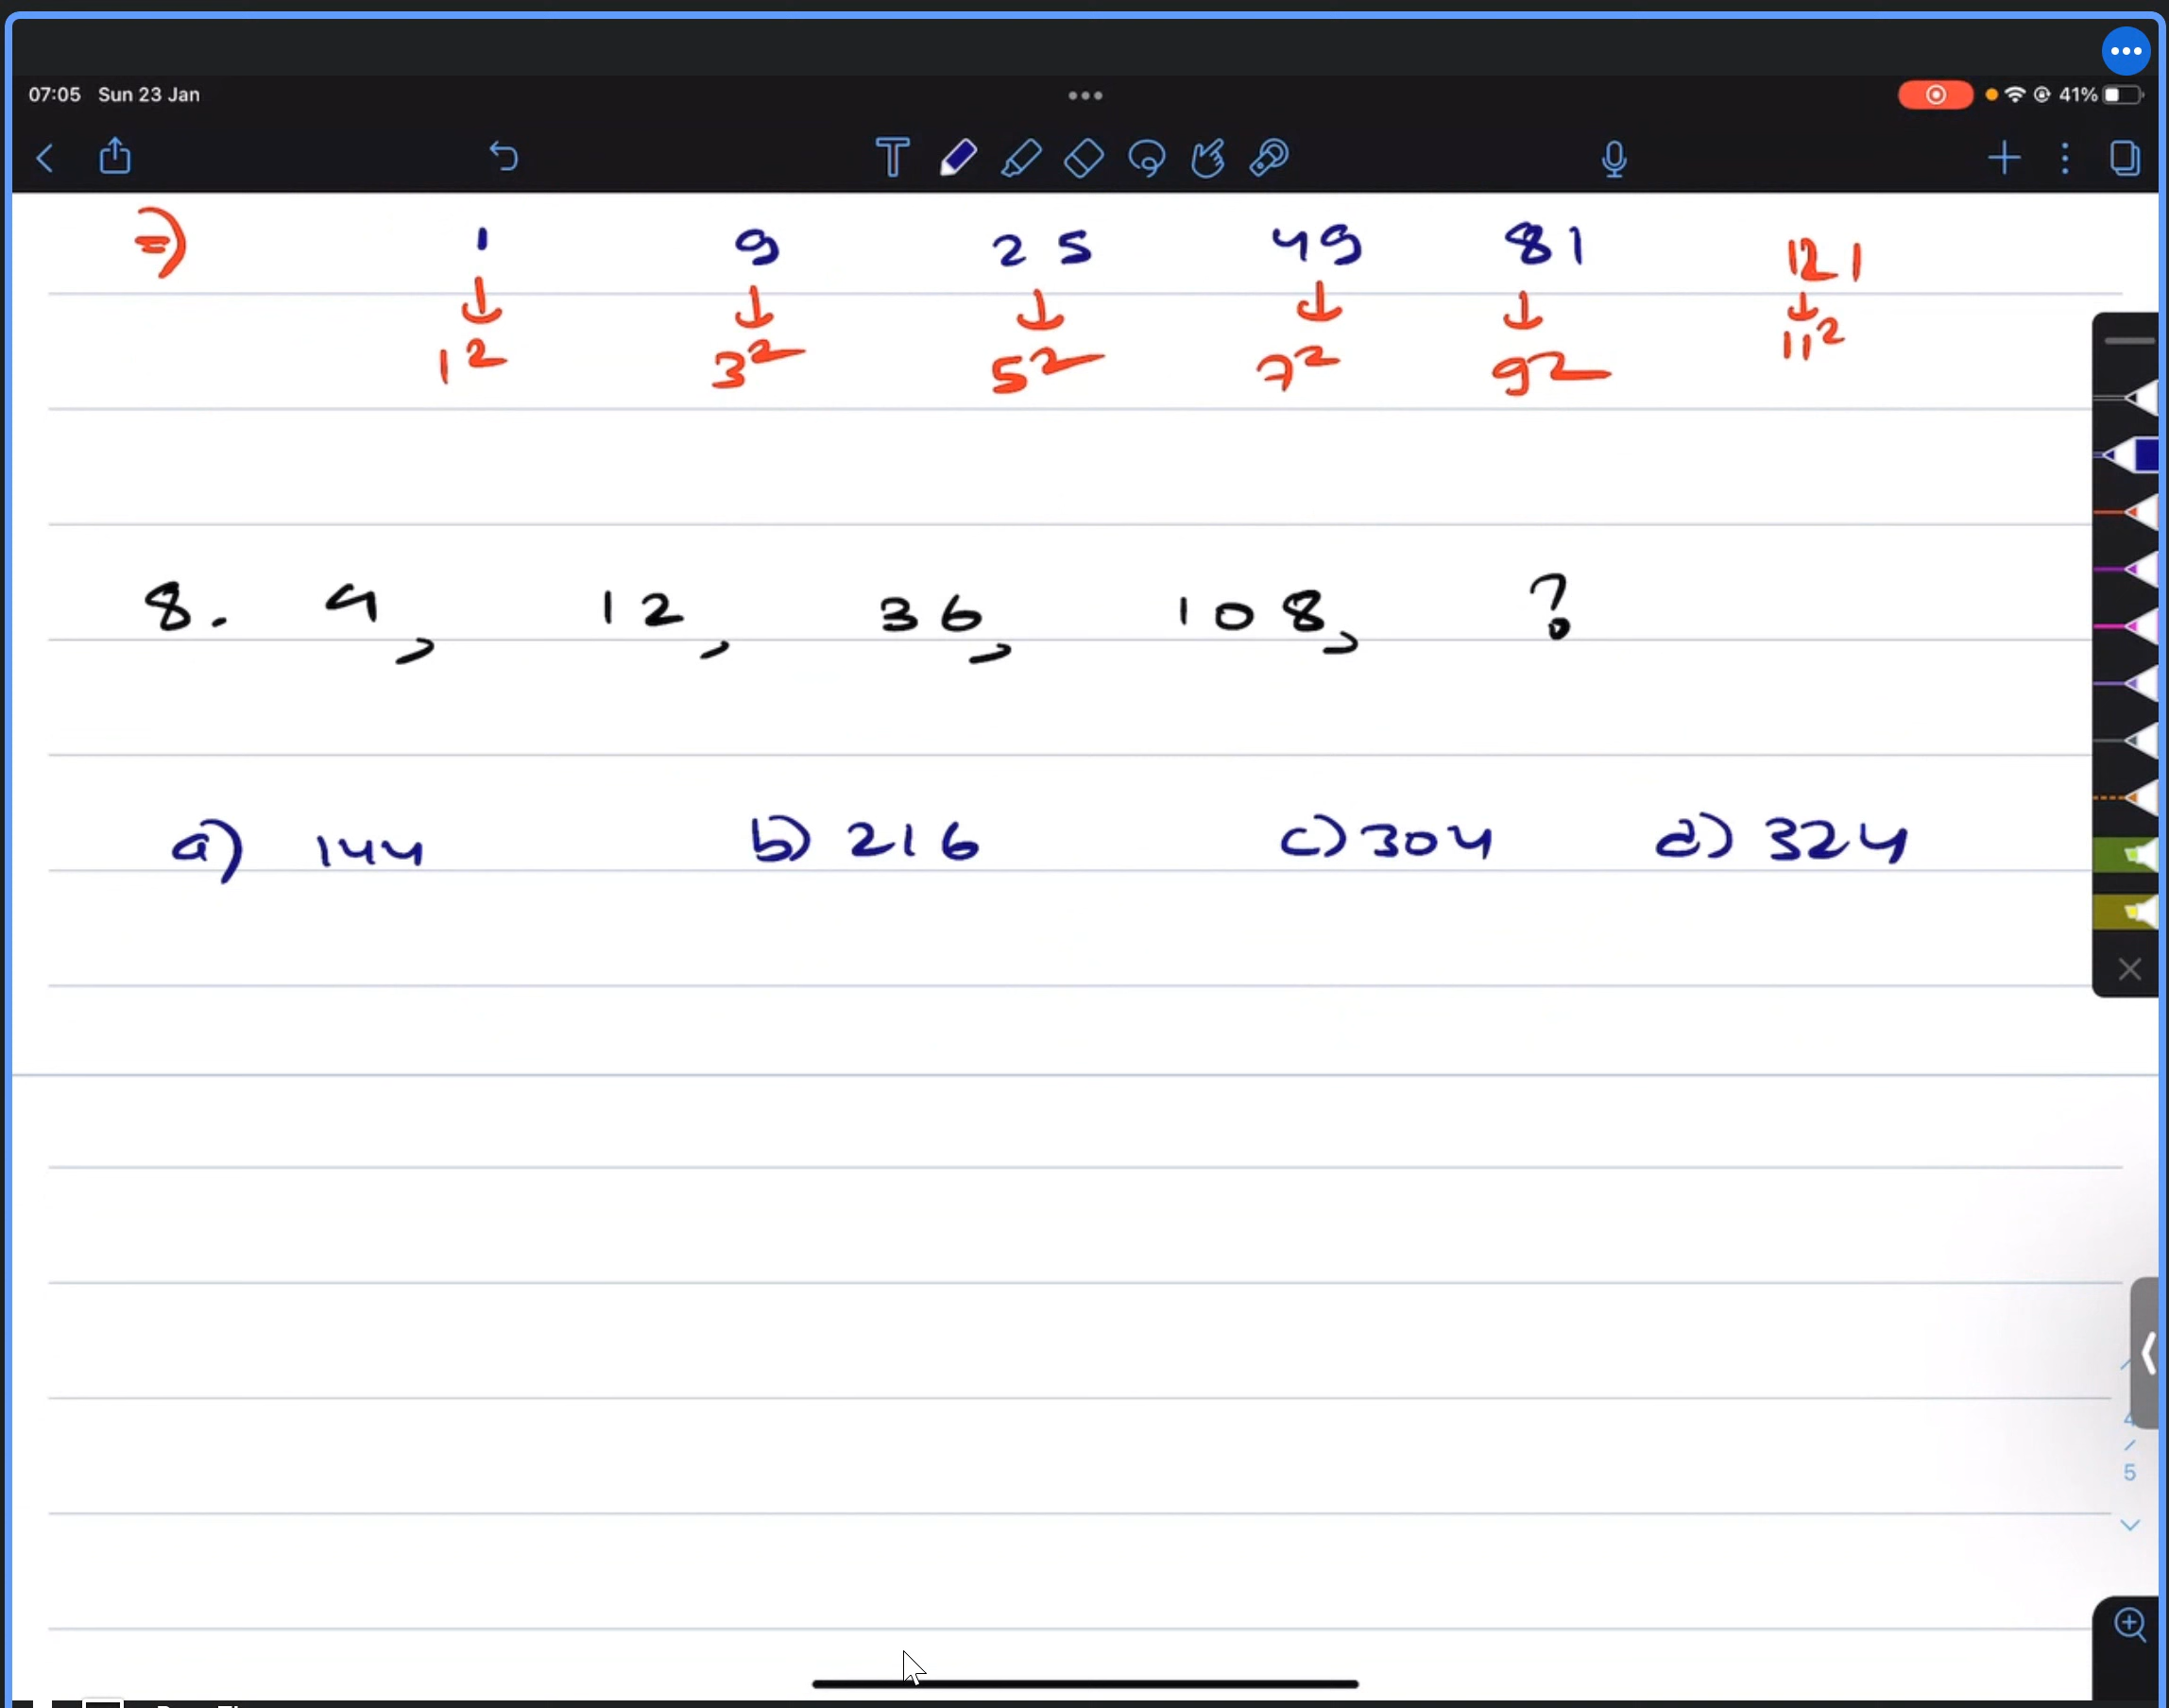 07:05 Sun 23 Jan 41%
=) 1 9 25 49 81 121
1² 3² 5² 7² 9² 11²
8. 4, 12, 36, 108, ?
a) 144 b) 216 c) 304 d) 324
4
5